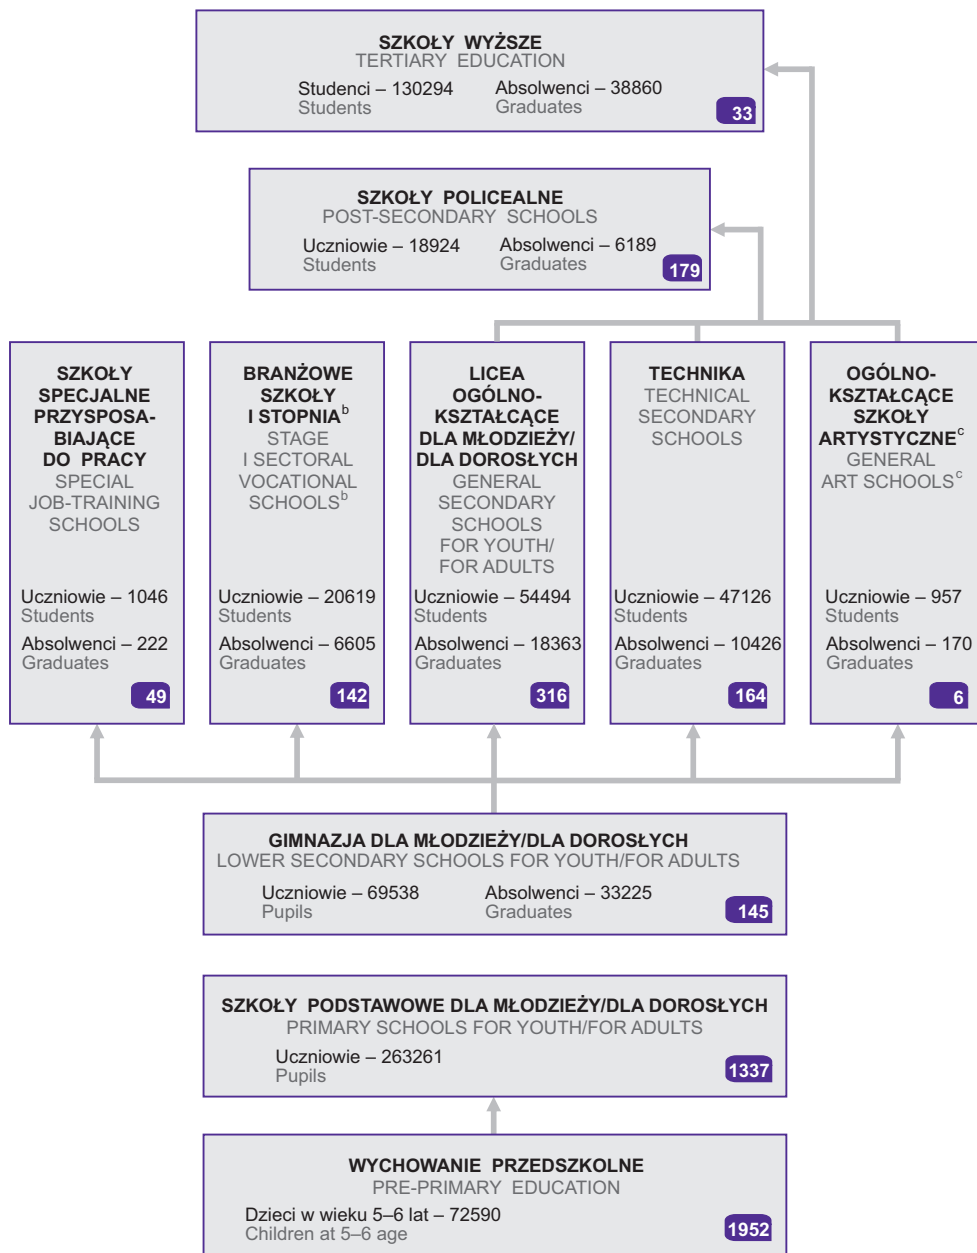 SZKOŁY WYŻSZE
TERTIARY EDUCATION
Studenci – 130294 Absolwenci – 38860
Students Graduates
33
SZKOŁY POLICEALNE
POST-SECONDARY SCHOOLS
Uczniowie – 18924 Absolwenci – 6189
Students Graduates
179
SZKOŁY
SPECJALNE
PRZYSPOSA-
BIAJĄCE
DO PRACY
SPECIAL
JOB-TRAINING
SCHOOLS
Uczniowie – 1046
Students
Absolwenci – 222
Graduates
49
BRANŻOWE
SZKOŁY
I STOPNIAb
STAGE
I SECTORAL
VOCATIONAL
SCHOOLSb
Uczniowie – 20619
Students
Absolwenci – 6605
Graduates
142
LICEA
OGÓLNO-
KSZTAŁCĄCE
DLA MŁODZIEŻY/
DLA DOROSŁYCH
GENERAL
SECONDARY
SCHOOLS
FOR YOUTH/
FOR ADULTS
Uczniowie – 54494
Students
Absolwenci – 18363
Graduates
316
TECHNIKA
TECHNICAL
SECONDARY
SCHOOLS
Uczniowie – 47126
Students
Absolwenci – 10426
Graduates
164
OGÓLNO-
KSZTAŁCĄCE
SZKOŁY
ARTYSTYCZNEc
GENERAL
ART SCHOOLSc
Uczniowie – 957
Students
Absolwenci – 170
Graduates
6
GIMNAZJA DLA MŁODZIEŻY/DLA DOROSŁYCH
LOWER SECONDARY SCHOOLS FOR YOUTH/FOR ADULTS
Uczniowie – 69538 Absolwenci – 33225
Pupils Graduates
145
SZKOŁY PODSTAWOWE DLA MŁODZIEŻY/DLA DOROSŁYCH
PRIMARY SCHOOLS FOR YOUTH/FOR ADULTS
Uczniowie – 263261
Pupils
1337
WYCHOWANIE PRZEDSZKOLNE
PRE-PRIMARY EDUCATION
Dzieci w wieku 5–6 lat – 72590
Children at 5–6 age
1952